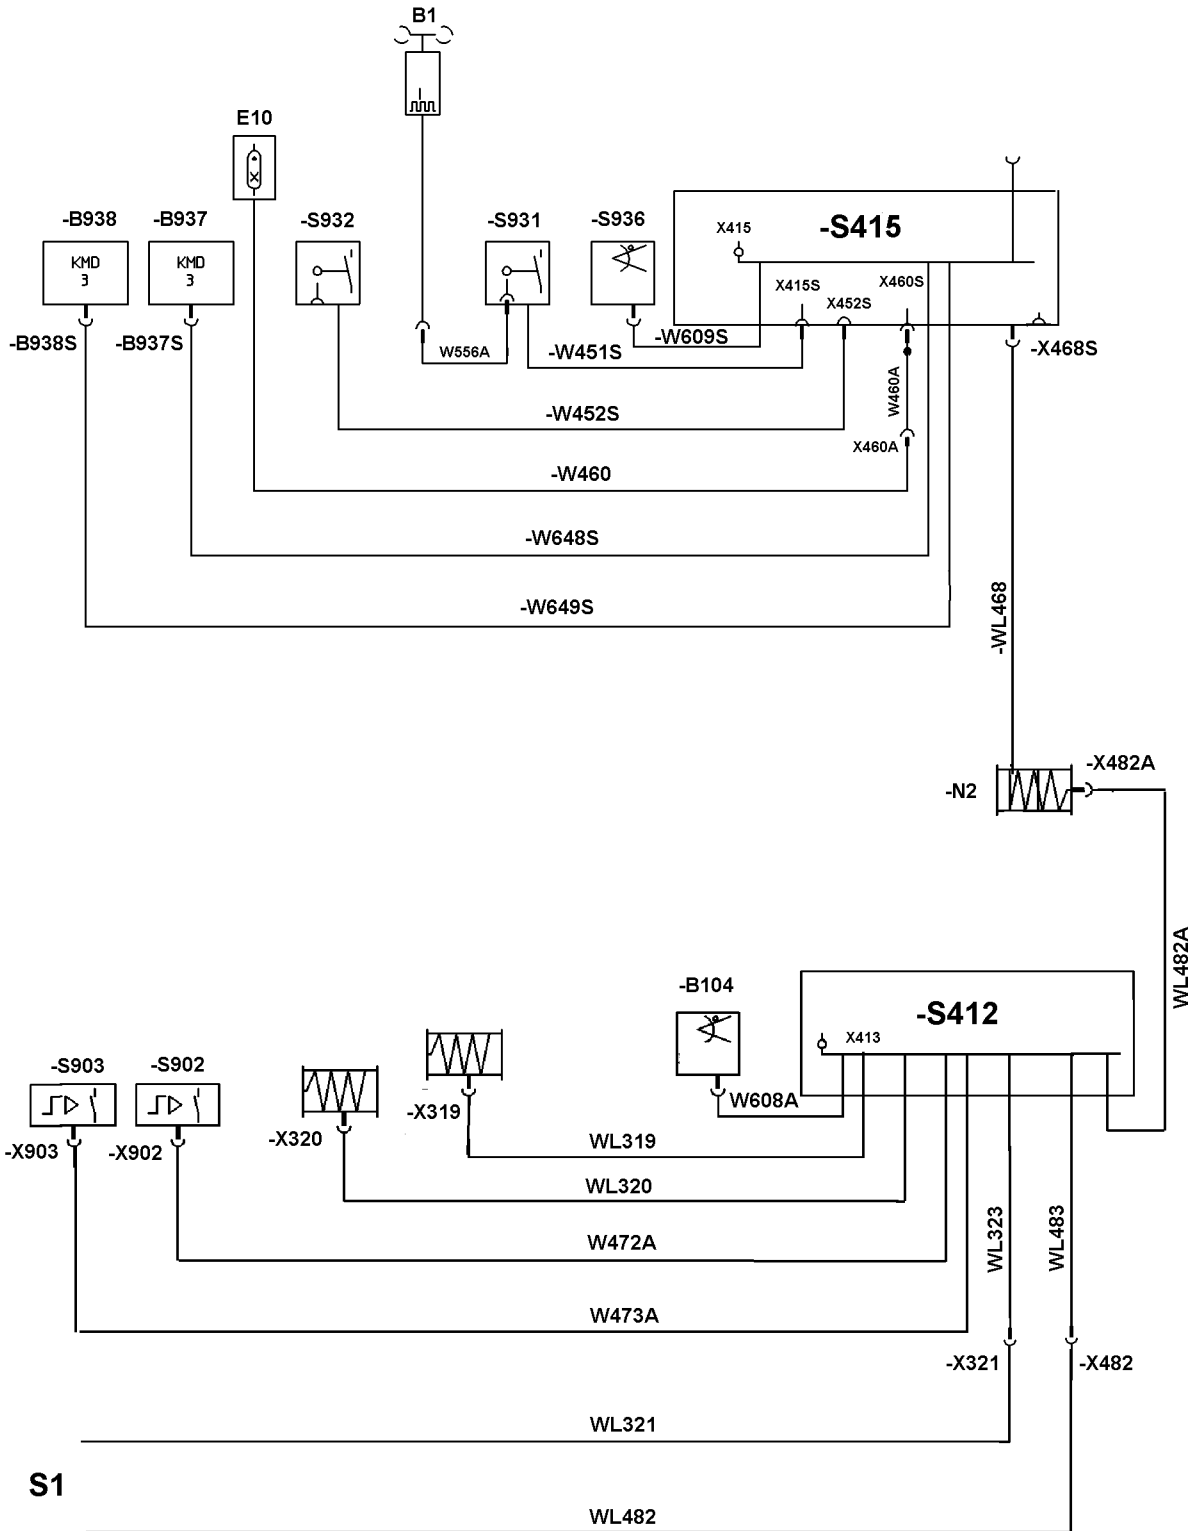 B1
E10
-B938
-B937
-S932
-S931
-S936
KMD
3
KMD
3
X415
-S415
X415S
X452S
X460S
-B938S
-B937S
W556A
-W451S
-W609S
-X468S
W460A
-W452S
X460A
-W460
-W648S
-W649S
-WL468
-N2
-X482A
WL482A
-B104
-S412
X413
-S903
-S902
W608A
-X319
-X320
-X903
-X902
WL319
WL320
WL323
WL483
W472A
W473A
-X321
-X482
WL321
S1
WL482